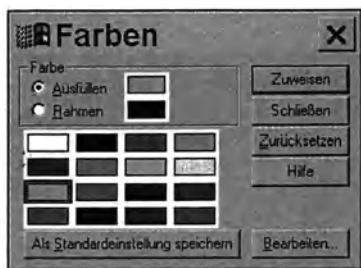 Farben
Farbe
Ausfüllen
Rahmen
Zuweisen
Schließen
Zurücksetzen
Hilfe
Als Standardeinstellung speichern
Bearbeiten...